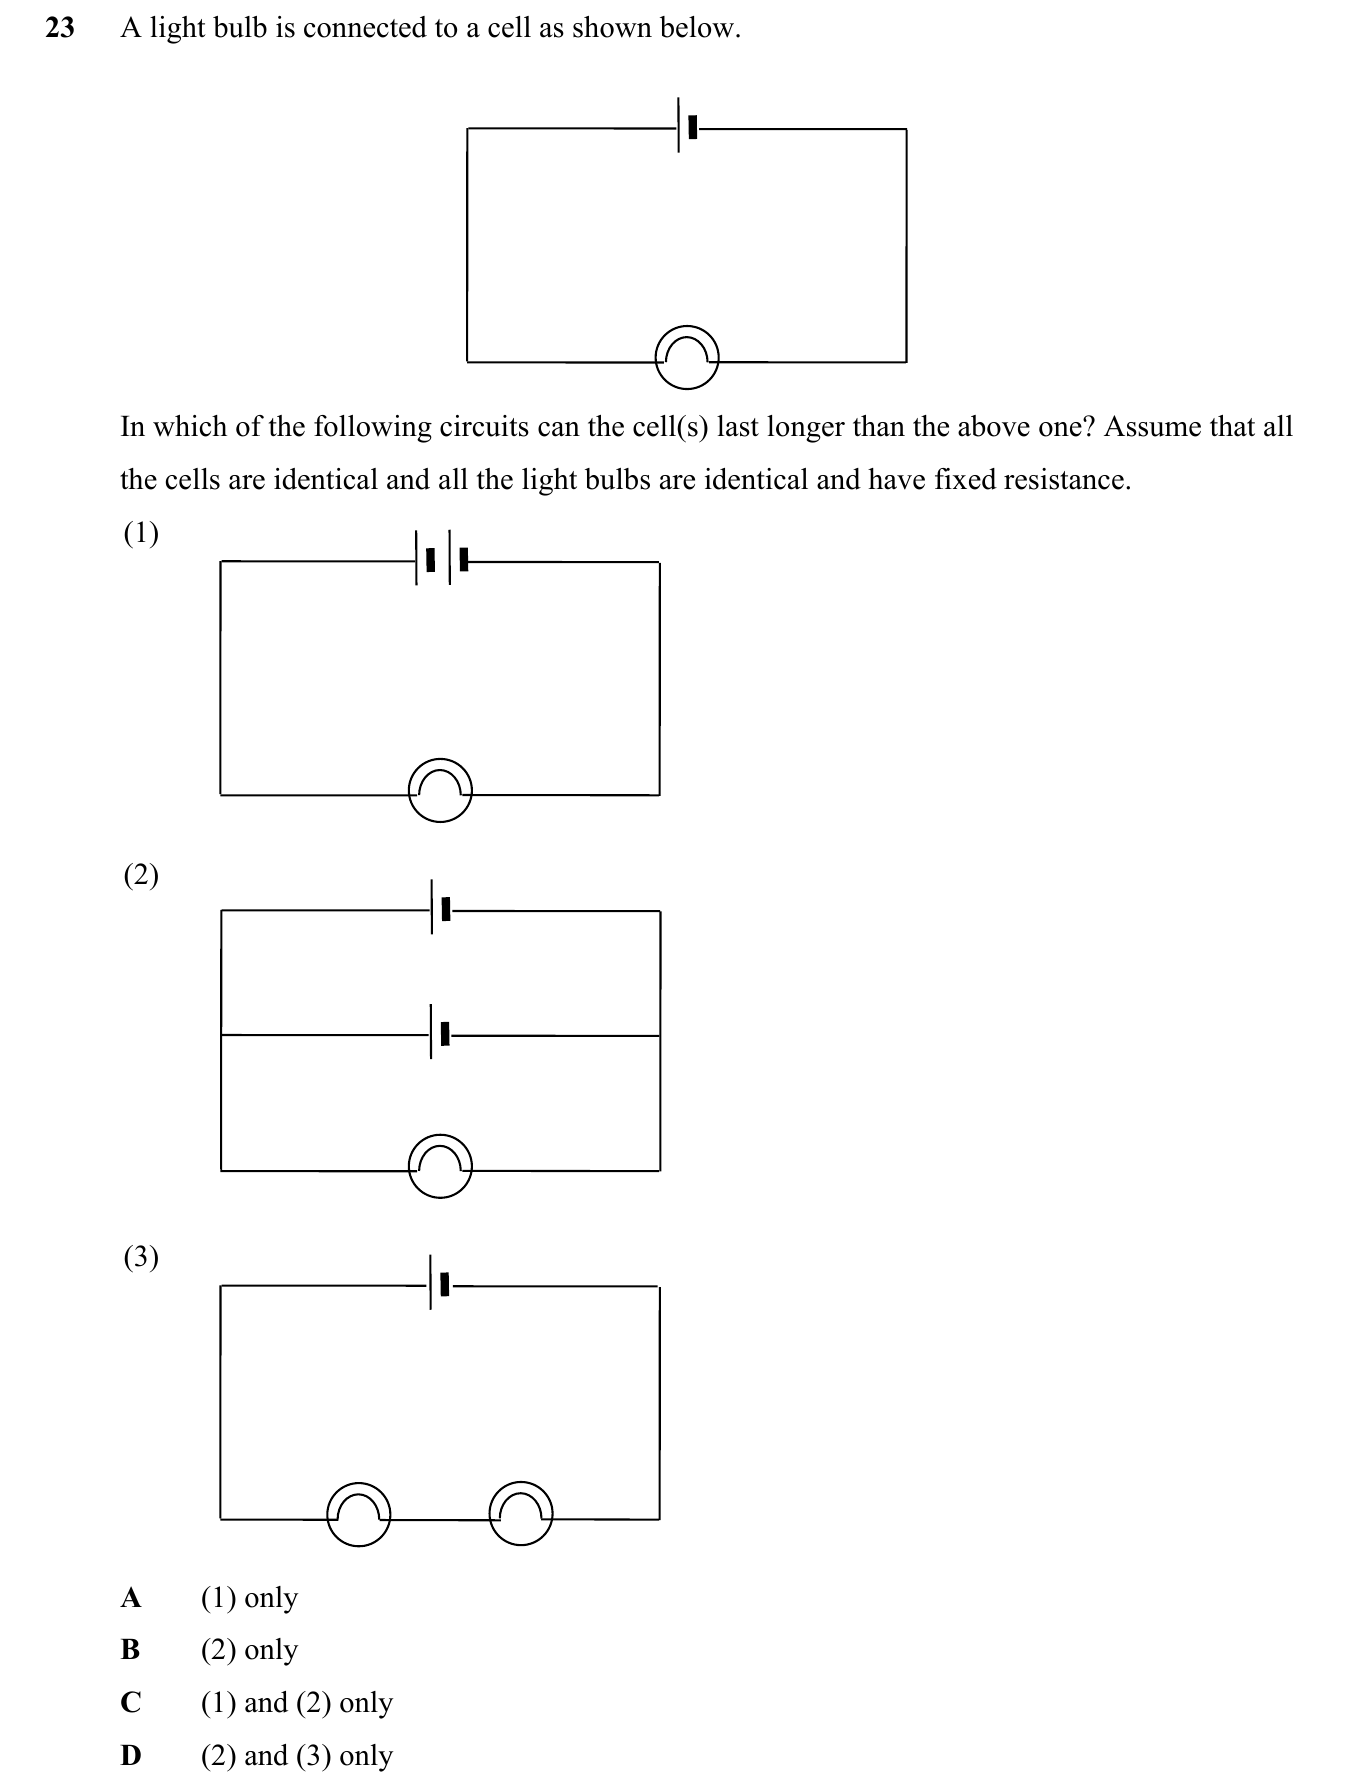 23 A light bulb is connected to a cell as shown below.
In which of the following circuits can the cell(s) last longer than the above one? Assume that all
the cells are identical and all the light bulbs are identical and have fixed resistance.
(1)
(2)
(3)
A (1) only
B (2) only
C (1) and (2) only
D (2) and (3) only